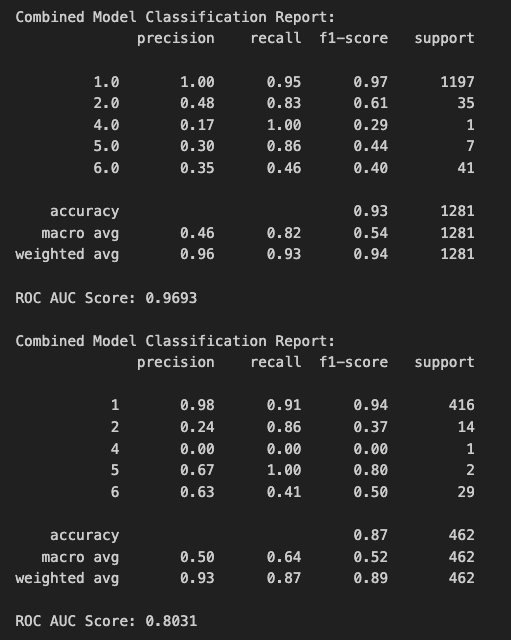 Combined Model Classification Report:
precision recall f1-score support
1.0 1.00 0.95 0.97 1197
2.0 0.48 0.83 0.61 35
4.0 0.17 1.00 0.29 1
5.0 0.30 0.86 0.44 7
6.0 0.35 0.46 0.40 41
accuracy 0.93 1281
macro avg 0.46 0.82 0.54 1281
weighted avg 0.96 0.93 0.94 1281
ROC AUC Score: 0.9693
Combined Model Classification Report:
precision recall f1-score support
1 0.98 0.91 0.94 416
2 0.24 0.86 0.37 14
4 0.00 0.00 0.00 1
5 0.67 1.00 0.80 2
6 0.63 0.41 0.50 29
accuracy 0.87 462
macro avg 0.50 0.64 0.52 462
weighted avg 0.93 0.87 0.89 462
ROC AUC Score: 0.8031